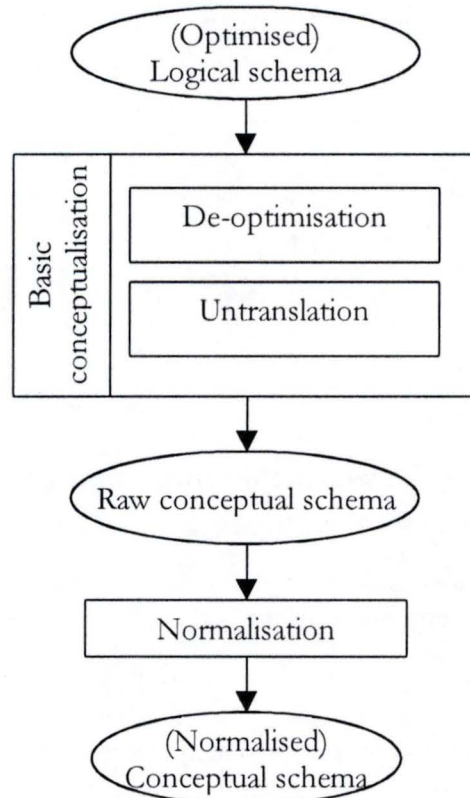 (Optimised)
Logical schema
Basic
conceptualisation
De-optimisation
Untranslation
Raw conceptual schema
Normalisation
(Normalised)
Conceptual schema